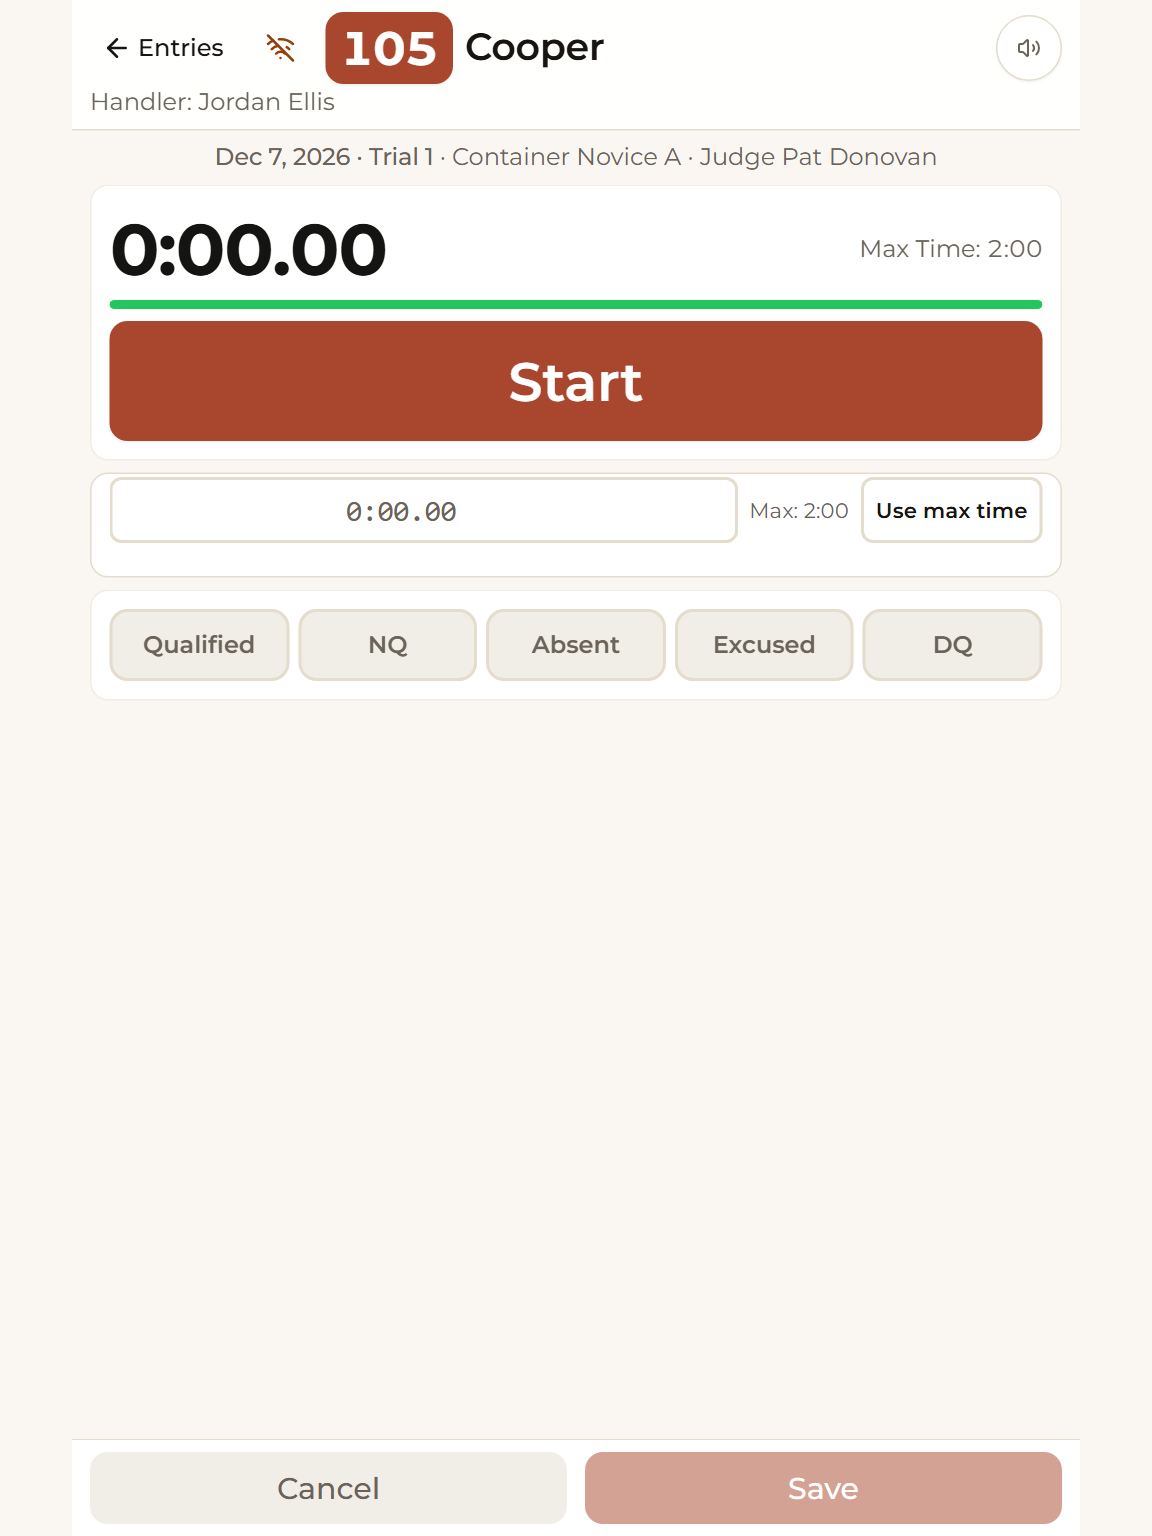 Entries
105 Cooper
Handler: Jordan Ellis
Dec 7, 2026 · Trial 1 · Container Novice A · Judge Pat Donovan
0:00.00
Max Time: 2:00
Start
0:00.00
Max: 2:00
Use max time
Qualified
NQ
Absent
Excused
DQ
Cancel
Save